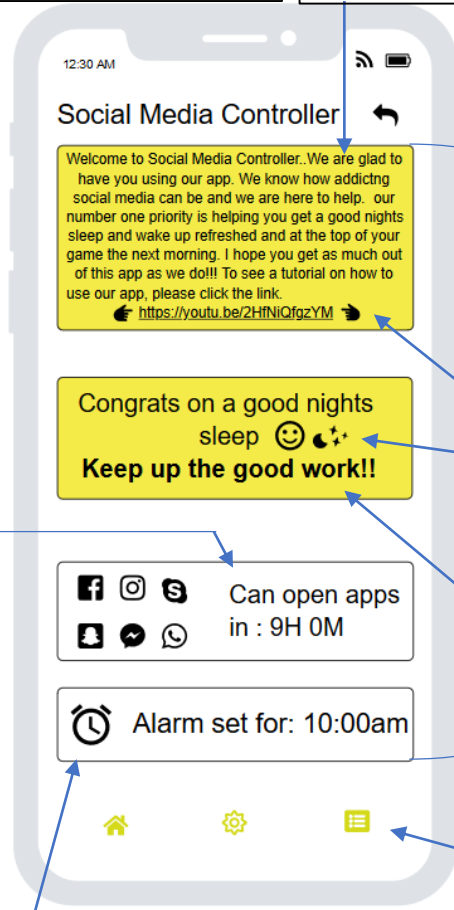 12:30 AM
Social Media Controller
Welcome to Social Media Controller..We are glad to
have you using our app. We know how addictng
social media can be and we are here to help. our
number one priority is helping you get a good nights
sleep and wake up refreshed and at the top of your
game the next morning. I hope you get as much out
of this app as we do!!! To see a tutorial on how to
use our app, please click the link.
https://youtu.be/2HfNiQfgzYM
Congrats on a good nights
sleep
Keep up the good work!!
Can open apps
in : 9H 0M
Alarm set for: 10:00am